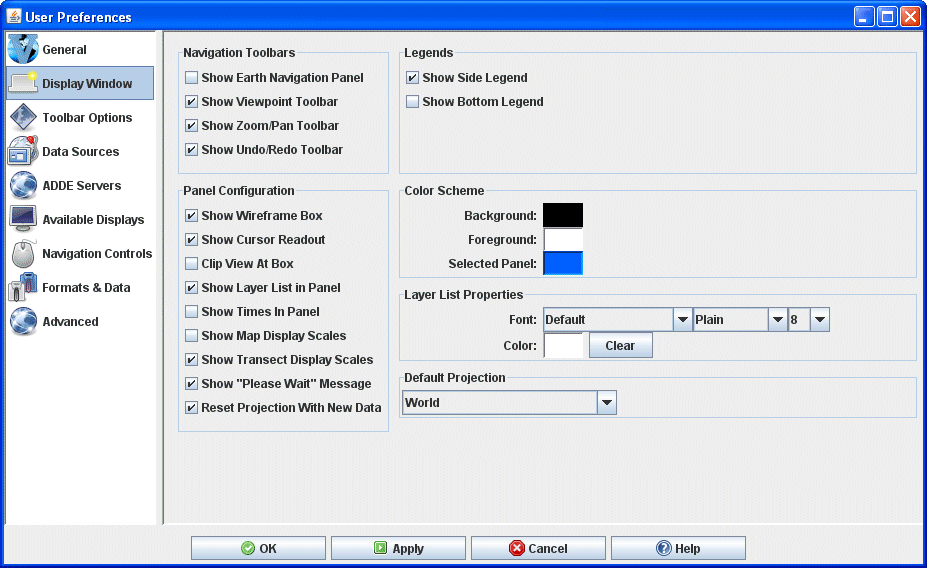 User Preferences
General
Display Window
Toolbar Options
Data Sources
ADDE Servers
Available Displays
Navigation Controls
Formats & Data
Advanced
Navigation Toolbars
Show Earth Navigation Panel
Show Viewpoint Toolbar
Show Zoom/Pan Toolbar
Show Undo/Redo Toolbar
Legends
Show Side Legend
Show Bottom Legend
Panel Configuration
Show Wireframe Box
Show Cursor Readout
Clip View At Box
Show Layer List in Panel
Show Times In Panel
Show Map Display Scales
Show Transect Display Scales
Show "Please Wait" Message
Reset Projection With New Data
Color Scheme
Background:
Foreground:
Selected Panel:
Layer List Properties
Font: Default Plain 8
Color: Clear
Default Projection
World
OK Apply Cancel Help